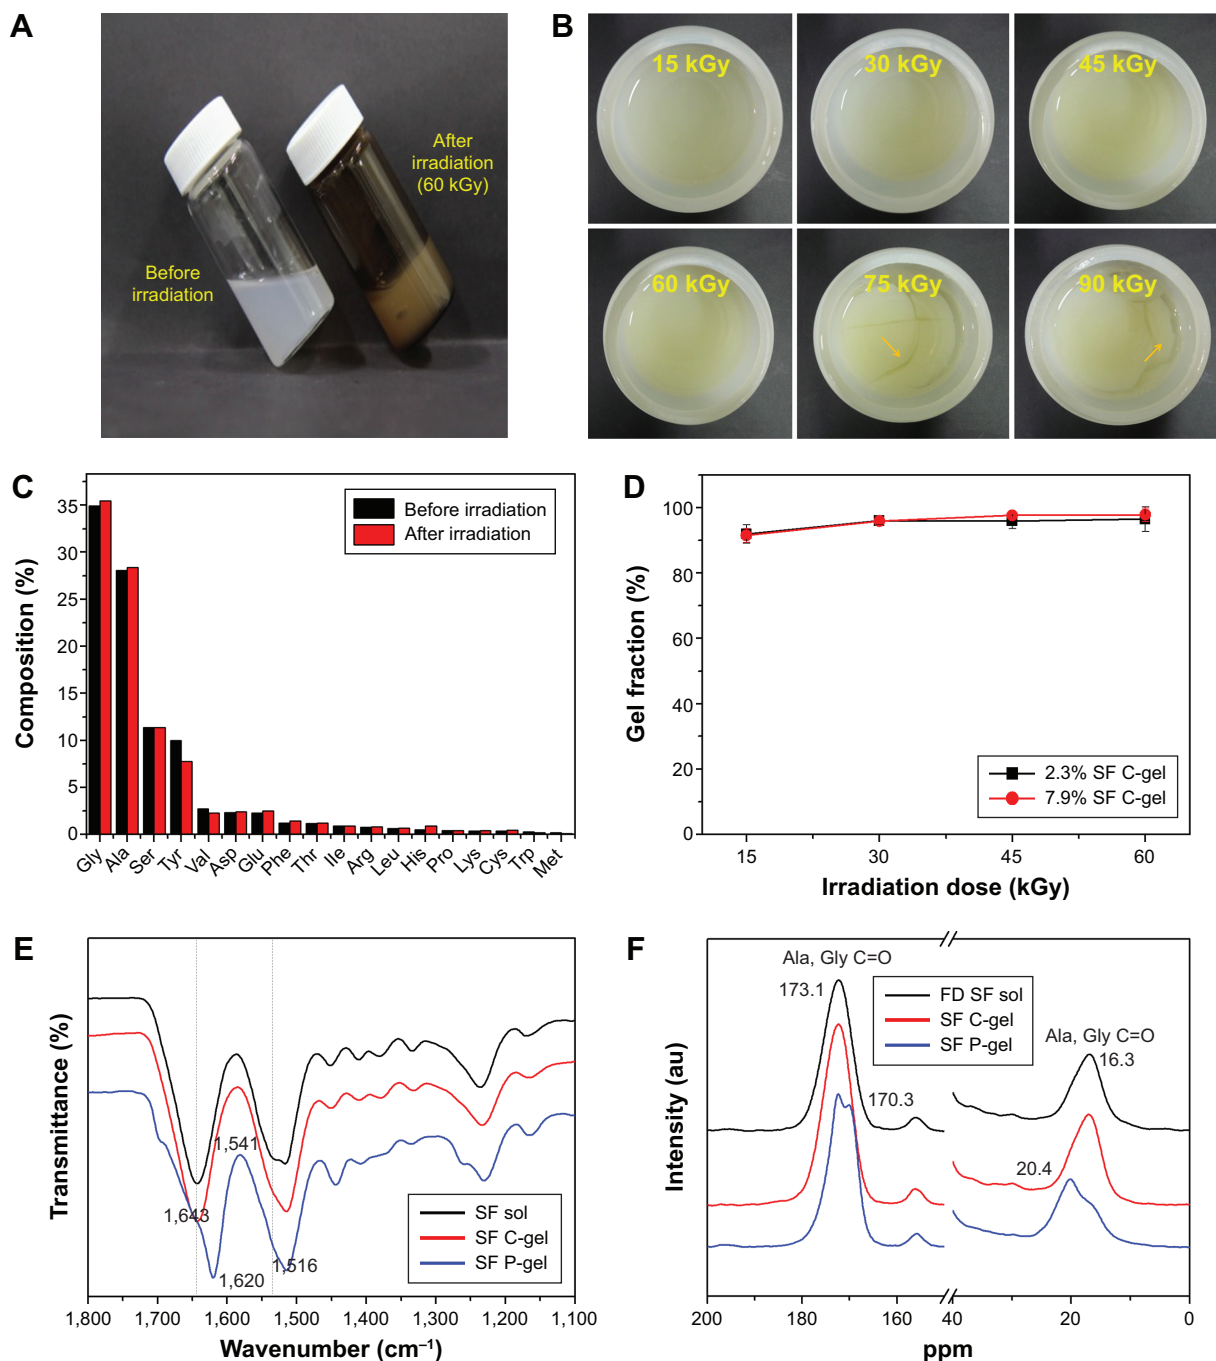 A
Before
irradiation
After
irradiation
(60 kGy)
B
15 kGy
30 kGy
45 kGy
60 kGy
75 kGy
90 kGy
C
Composition (%)
35
30
25
20
15
10
5
0
Before irradiation
After irradiation
Gly
Ala
Ser
Tyr
Val
Asp
Glu
Phe
Thr
Ile
Arg
Leu
His
Pro
Lys
Cys
Trp
Met
D
Gel fraction (%)
100
80
60
40
20
0
2.3% SF C-gel
7.9% SF C-gel
15
30
45
60
Irradiation dose (kGy)
E
Transmittance (%)
1,541
1,643
1,620
1,516
SF sol
SF C-gel
SF P-gel
1,800
1,700
1,600
1,500
1,400
1,300
1,200
1,100
Wavenumber (cm⁻¹)
F
Intensity (au)
Ala, Gly C=O
173.1
FD SF sol
SF C-gel
SF P-gel
170.3
Ala, Gly C=O
16.3
20.4
200
180
160
40
20
0
ppm